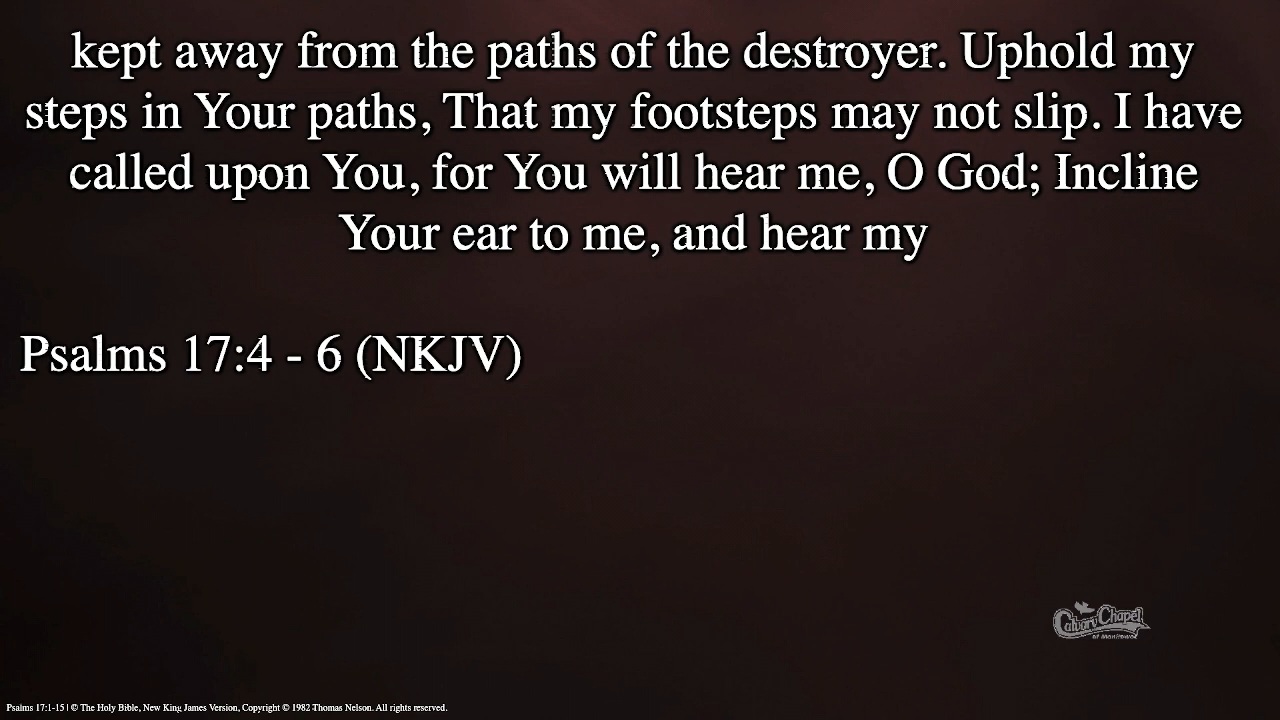 kept away from the paths of the destroyer. Uphold my
steps in Your paths, That my footsteps may not slip. I have
called upon You, for You will hear me, O God; Incline
Your ear to me, and hear my
Psalms 17:4 - 6 (NKJV)
Calvary Chapel
of Manitowoc
Psalms 17:1-15 | © The Holy Bible, New King James Version, Copyright © 1982 Thomas Nelson. All rights reserved.